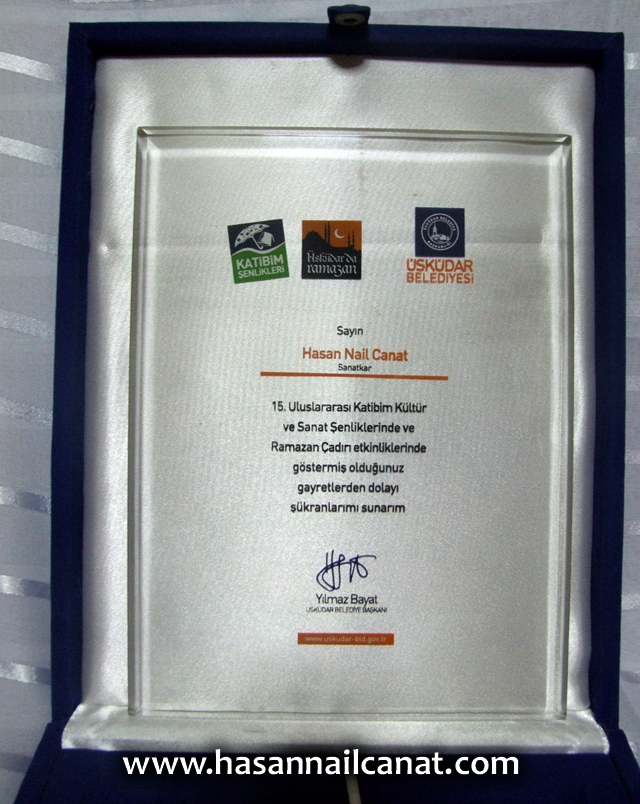 KATİBİM
ŞENLİKLERİ
Üsküdar'da
ramazan
ÜSKÜDAR
BELEDİYESİ
Sayın
Hasan Nail Canat
Sanatkar
15. Uluslararası Katibim Kültür
ve Sanat Şenliklerinde ve
Ramazan Çadırı etkinliklerinde
göstermiş olduğunuz
gayretlerden dolayı
şükranlarımı sunarım
Yılmaz Bayat
ÜSKÜDAR BELEDİYE BAŞKANI
www.uskudar-bld.gov.tr
www.hasannailcanat.com